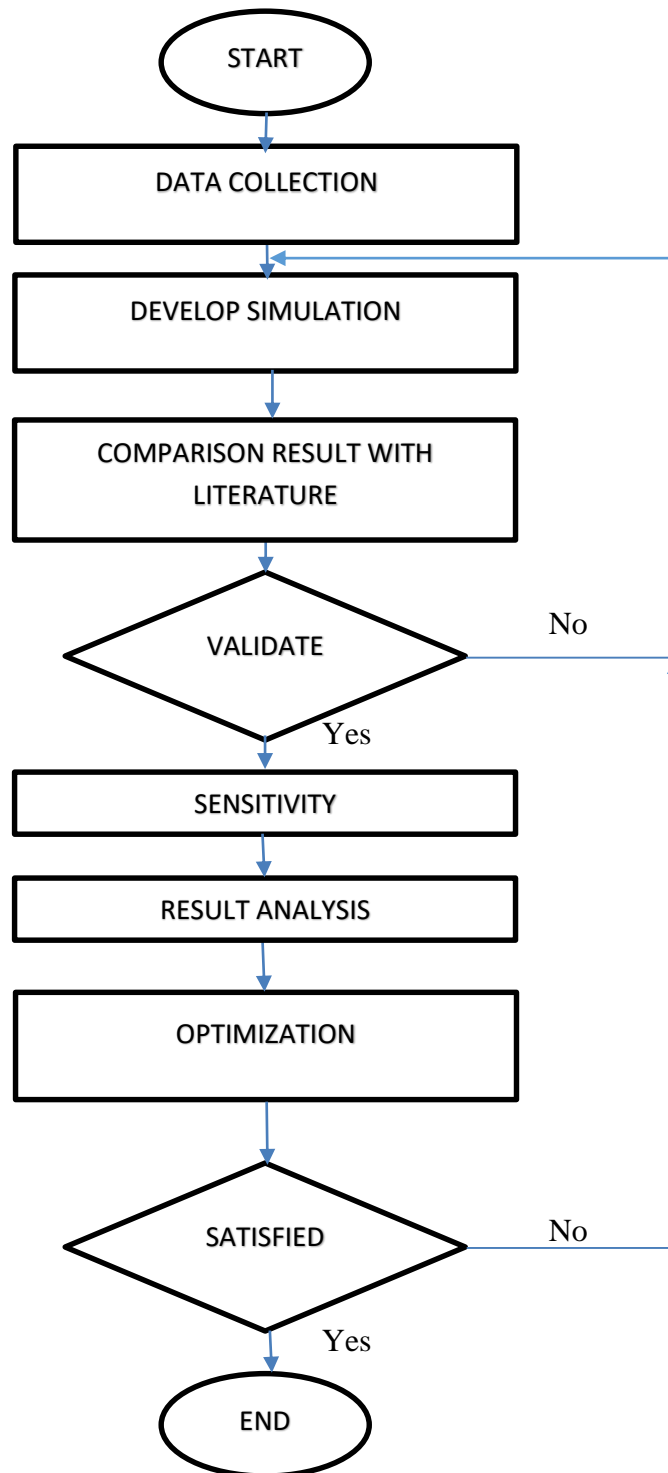 START
DATA COLLECTION
DEVELOP SIMULATION
COMPARISON RESULT WITH
LITERATURE
VALIDATE
No
Yes
SENSITIVITY
RESULT ANALYSIS
OPTIMIZATION
SATISFIED
No
Yes
END